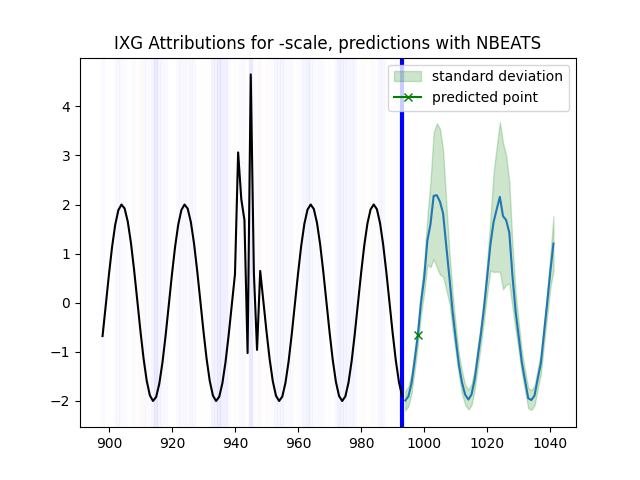 IXG Attributions for -scale, predictions with NBEATS
standard deviation
predicted point
4
3
2
1
0
−1
−2
900 920 940 960 980 1000 1020 1040